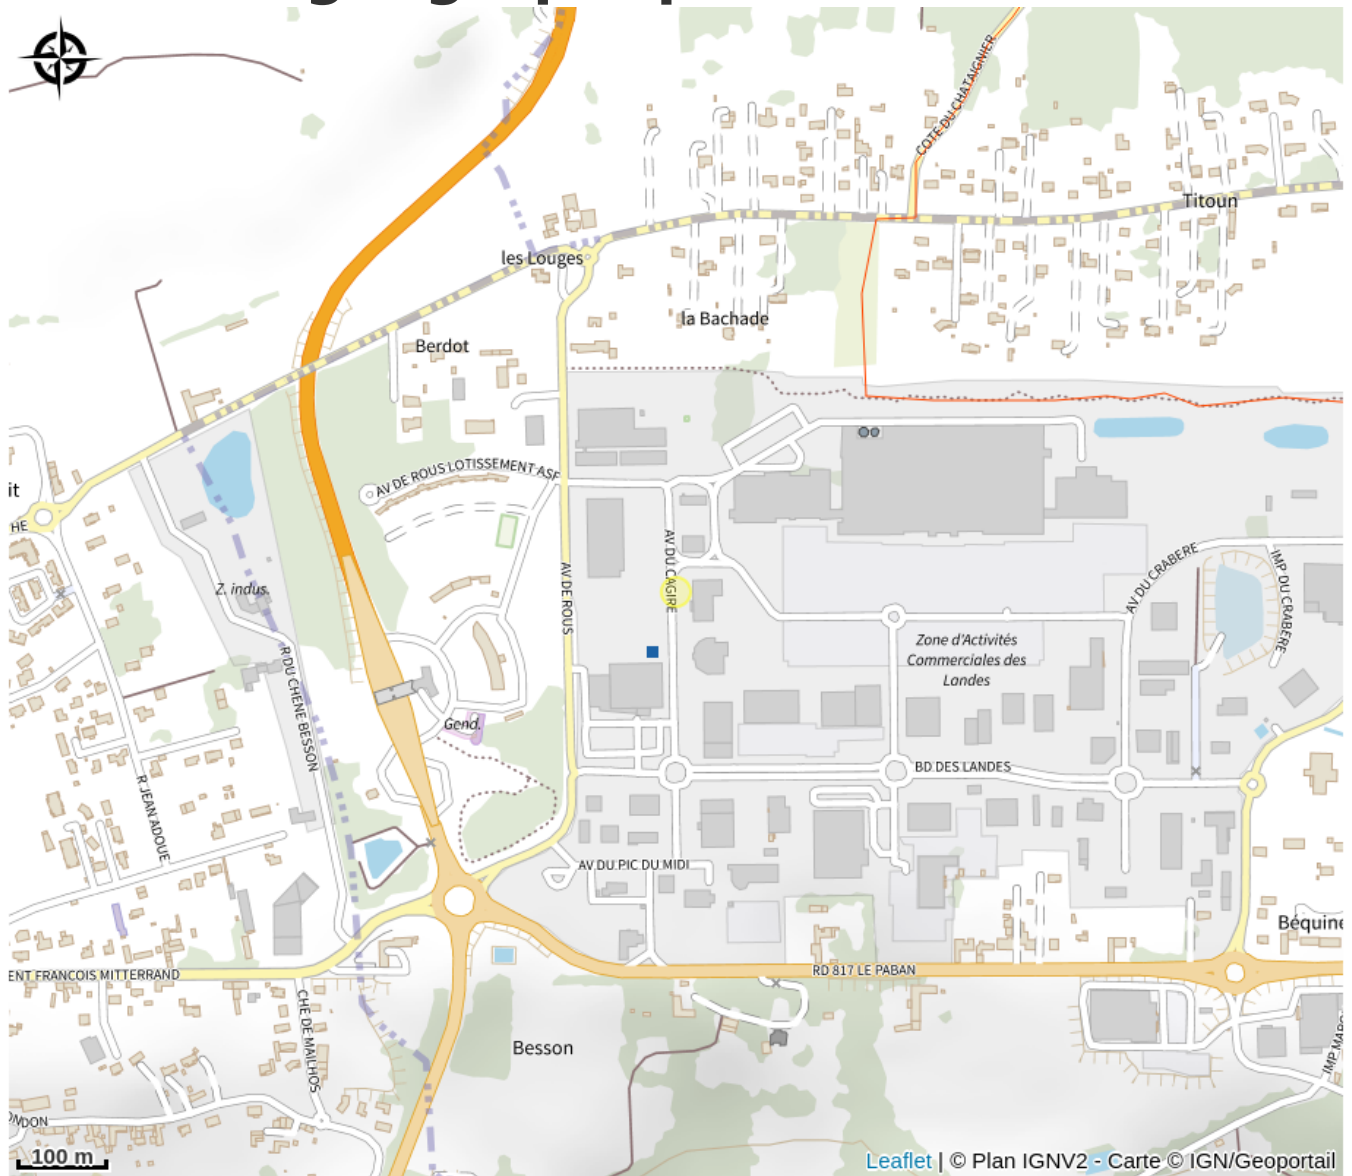 COTE DU CHATAIGNIER
Titoun
les Louges
la Bachade
Berdot
AV DE ROUS LOTISSEMENT ASF
it
HE
AV DU CAGIRE
AV DE ROUS
AV DU CRABERE
IMP DU CRABERE
Z. indus.
Zone d'Activités
Commerciales des
Landes
R DU CHENE BESSON
Gend.
BD DES LANDES
R JEAN ADOUE
AV DU PIC DU MIDI
Béquine
ENT FRANCOIS MITTERRAND
RD 817 LE PABAN
CHE DE MAILHOS
Besson
IMP MARC
ONDON
100 m
Leaflet | © Plan IGNV2 - Carte © IGN/Geoportail